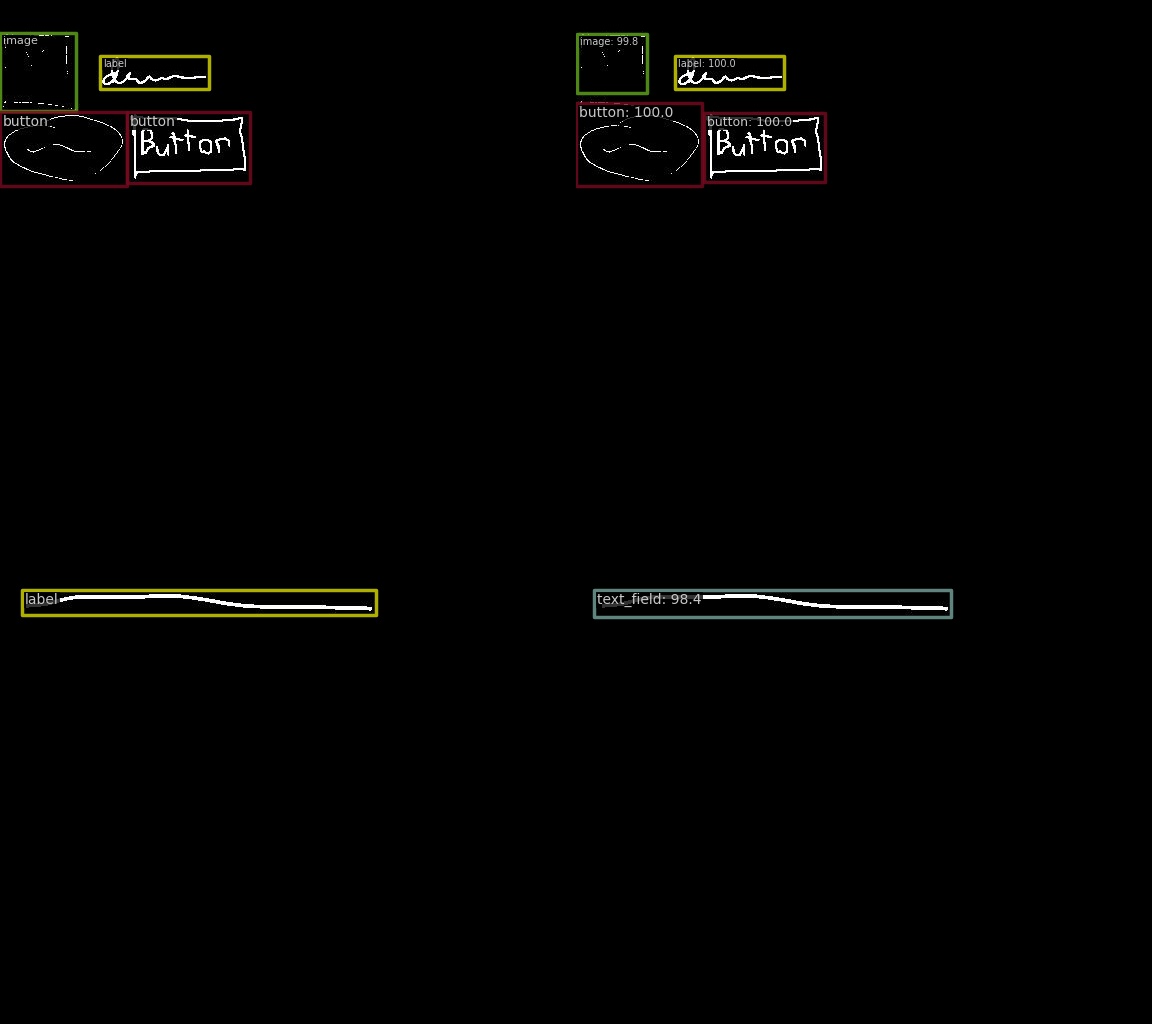 image
image: 99.8
label
label: 100.0
button
button
button: 100.0
button: 100.0
Button
Button
label
text_field: 98.4